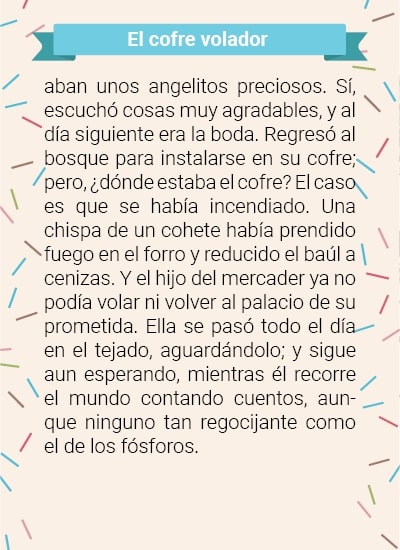 El cofre volador
aban unos angelitos preciosos. Sí,
escuchó cosas muy agradables, y al
día siguiente era la boda. Regresó al
bosque para instalarse en su cofre;
pero, ¿dónde estaba el cofre? El caso
es que se había incendiado. Una
chispa de un cohete había prendido
fuego en el forro y reducido el baúl a
cenizas. Y el hijo del mercader ya no
podía volar ni volver al palacio de su
prometida. Ella se pasó todo el día
en el tejado, aguardándolo; y sigue
aun esperando, mientras él recorre
el mundo contando cuentos, aun-
que ninguno tan regocijante como
el de los fósforos.